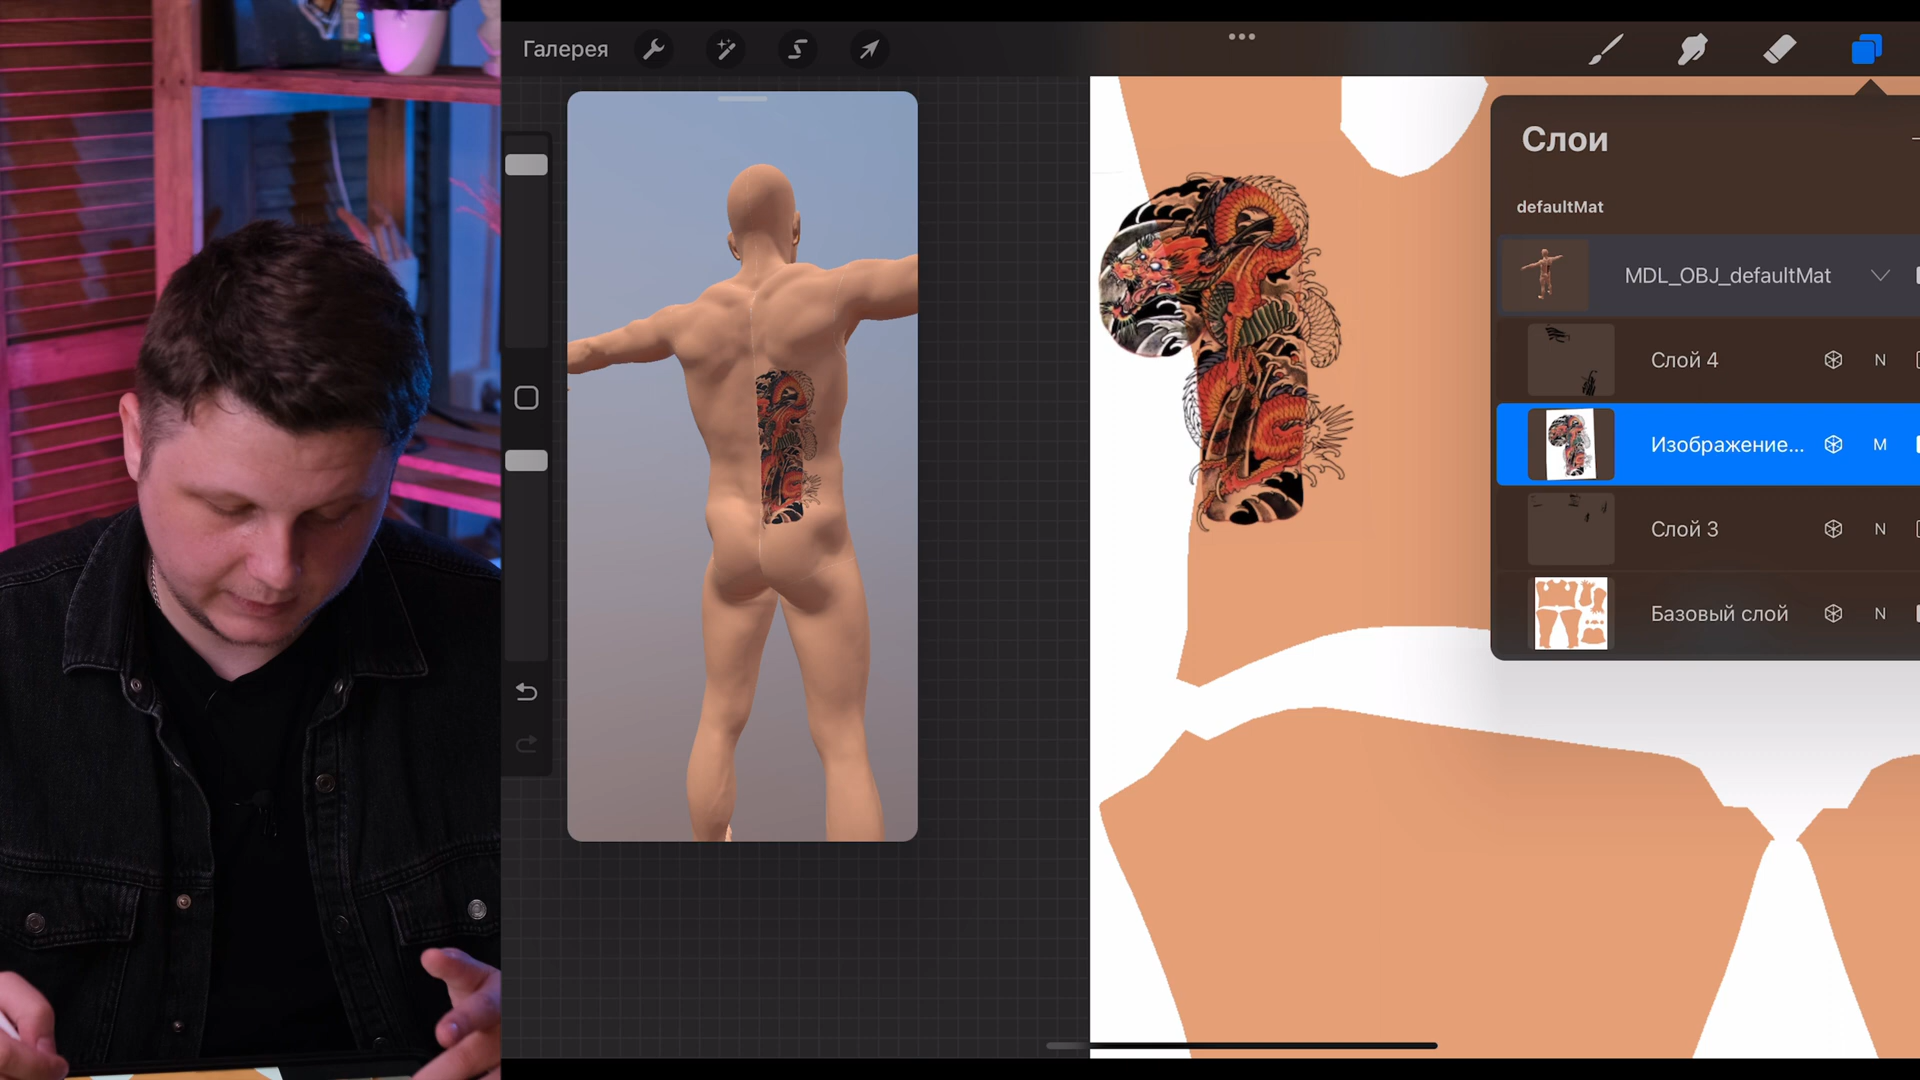 Галерея
Слои
defaultMat
MDL_OBJ_defaultMat
Слой 4
N
Изображение...
M
Слой 3
N
Базовый слой
N